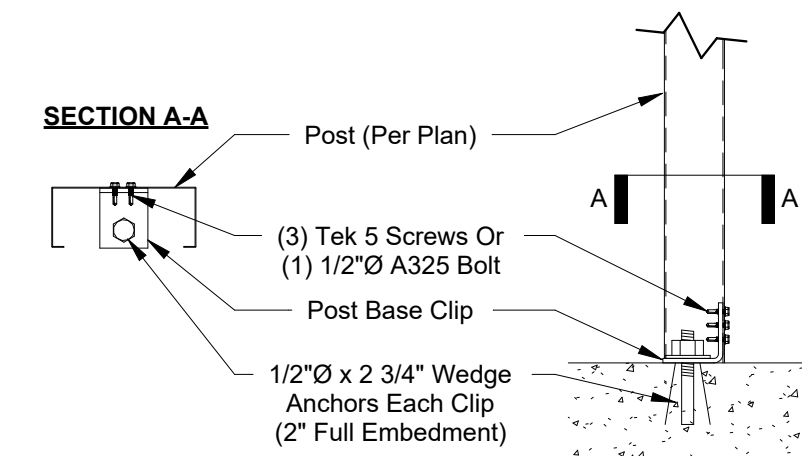 SECTION A-A
Post (Per Plan)
A
A
(3) Tek 5 Screws Or
(1) 1/2"Ø A325 Bolt
Post Base Clip
1/2"Ø x 2 3/4" Wedge
Anchors Each Clip
(2" Full Embedment)